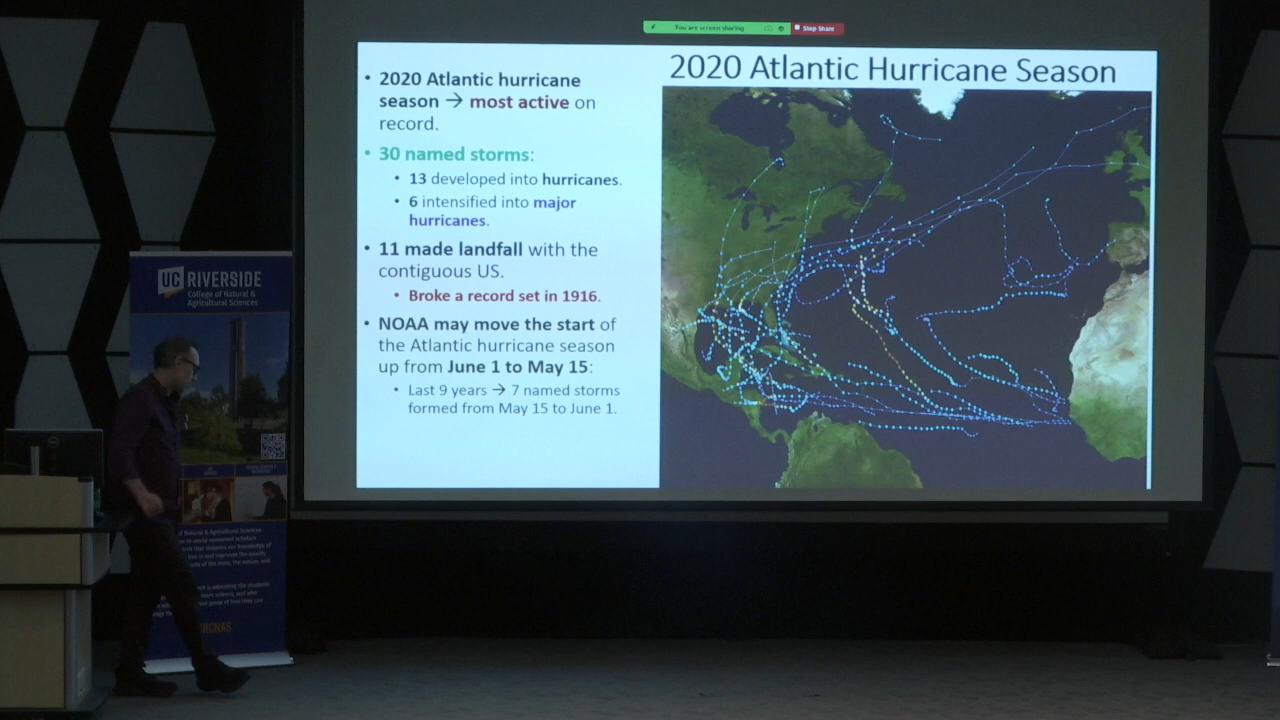 You are screen sharing
Stop Share
2020 Atlantic Hurricane Season
• 2020 Atlantic hurricane
season → most active on
record.
• 30 named storms:
• 13 developed into hurricanes.
• 6 intensified into major
hurricanes.
• 11 made landfall with the
contiguous US.
• Broke a record set in 1916.
• NOAA may move the start of
the Atlantic hurricane season
up from June 1 to May 15:
• Last 9 years → 7 named storms
formed from May 15 to June 1.
UC RIVERSIDE
College of Natural &
Agricultural Sciences
of Natural & Agricultural Sciences